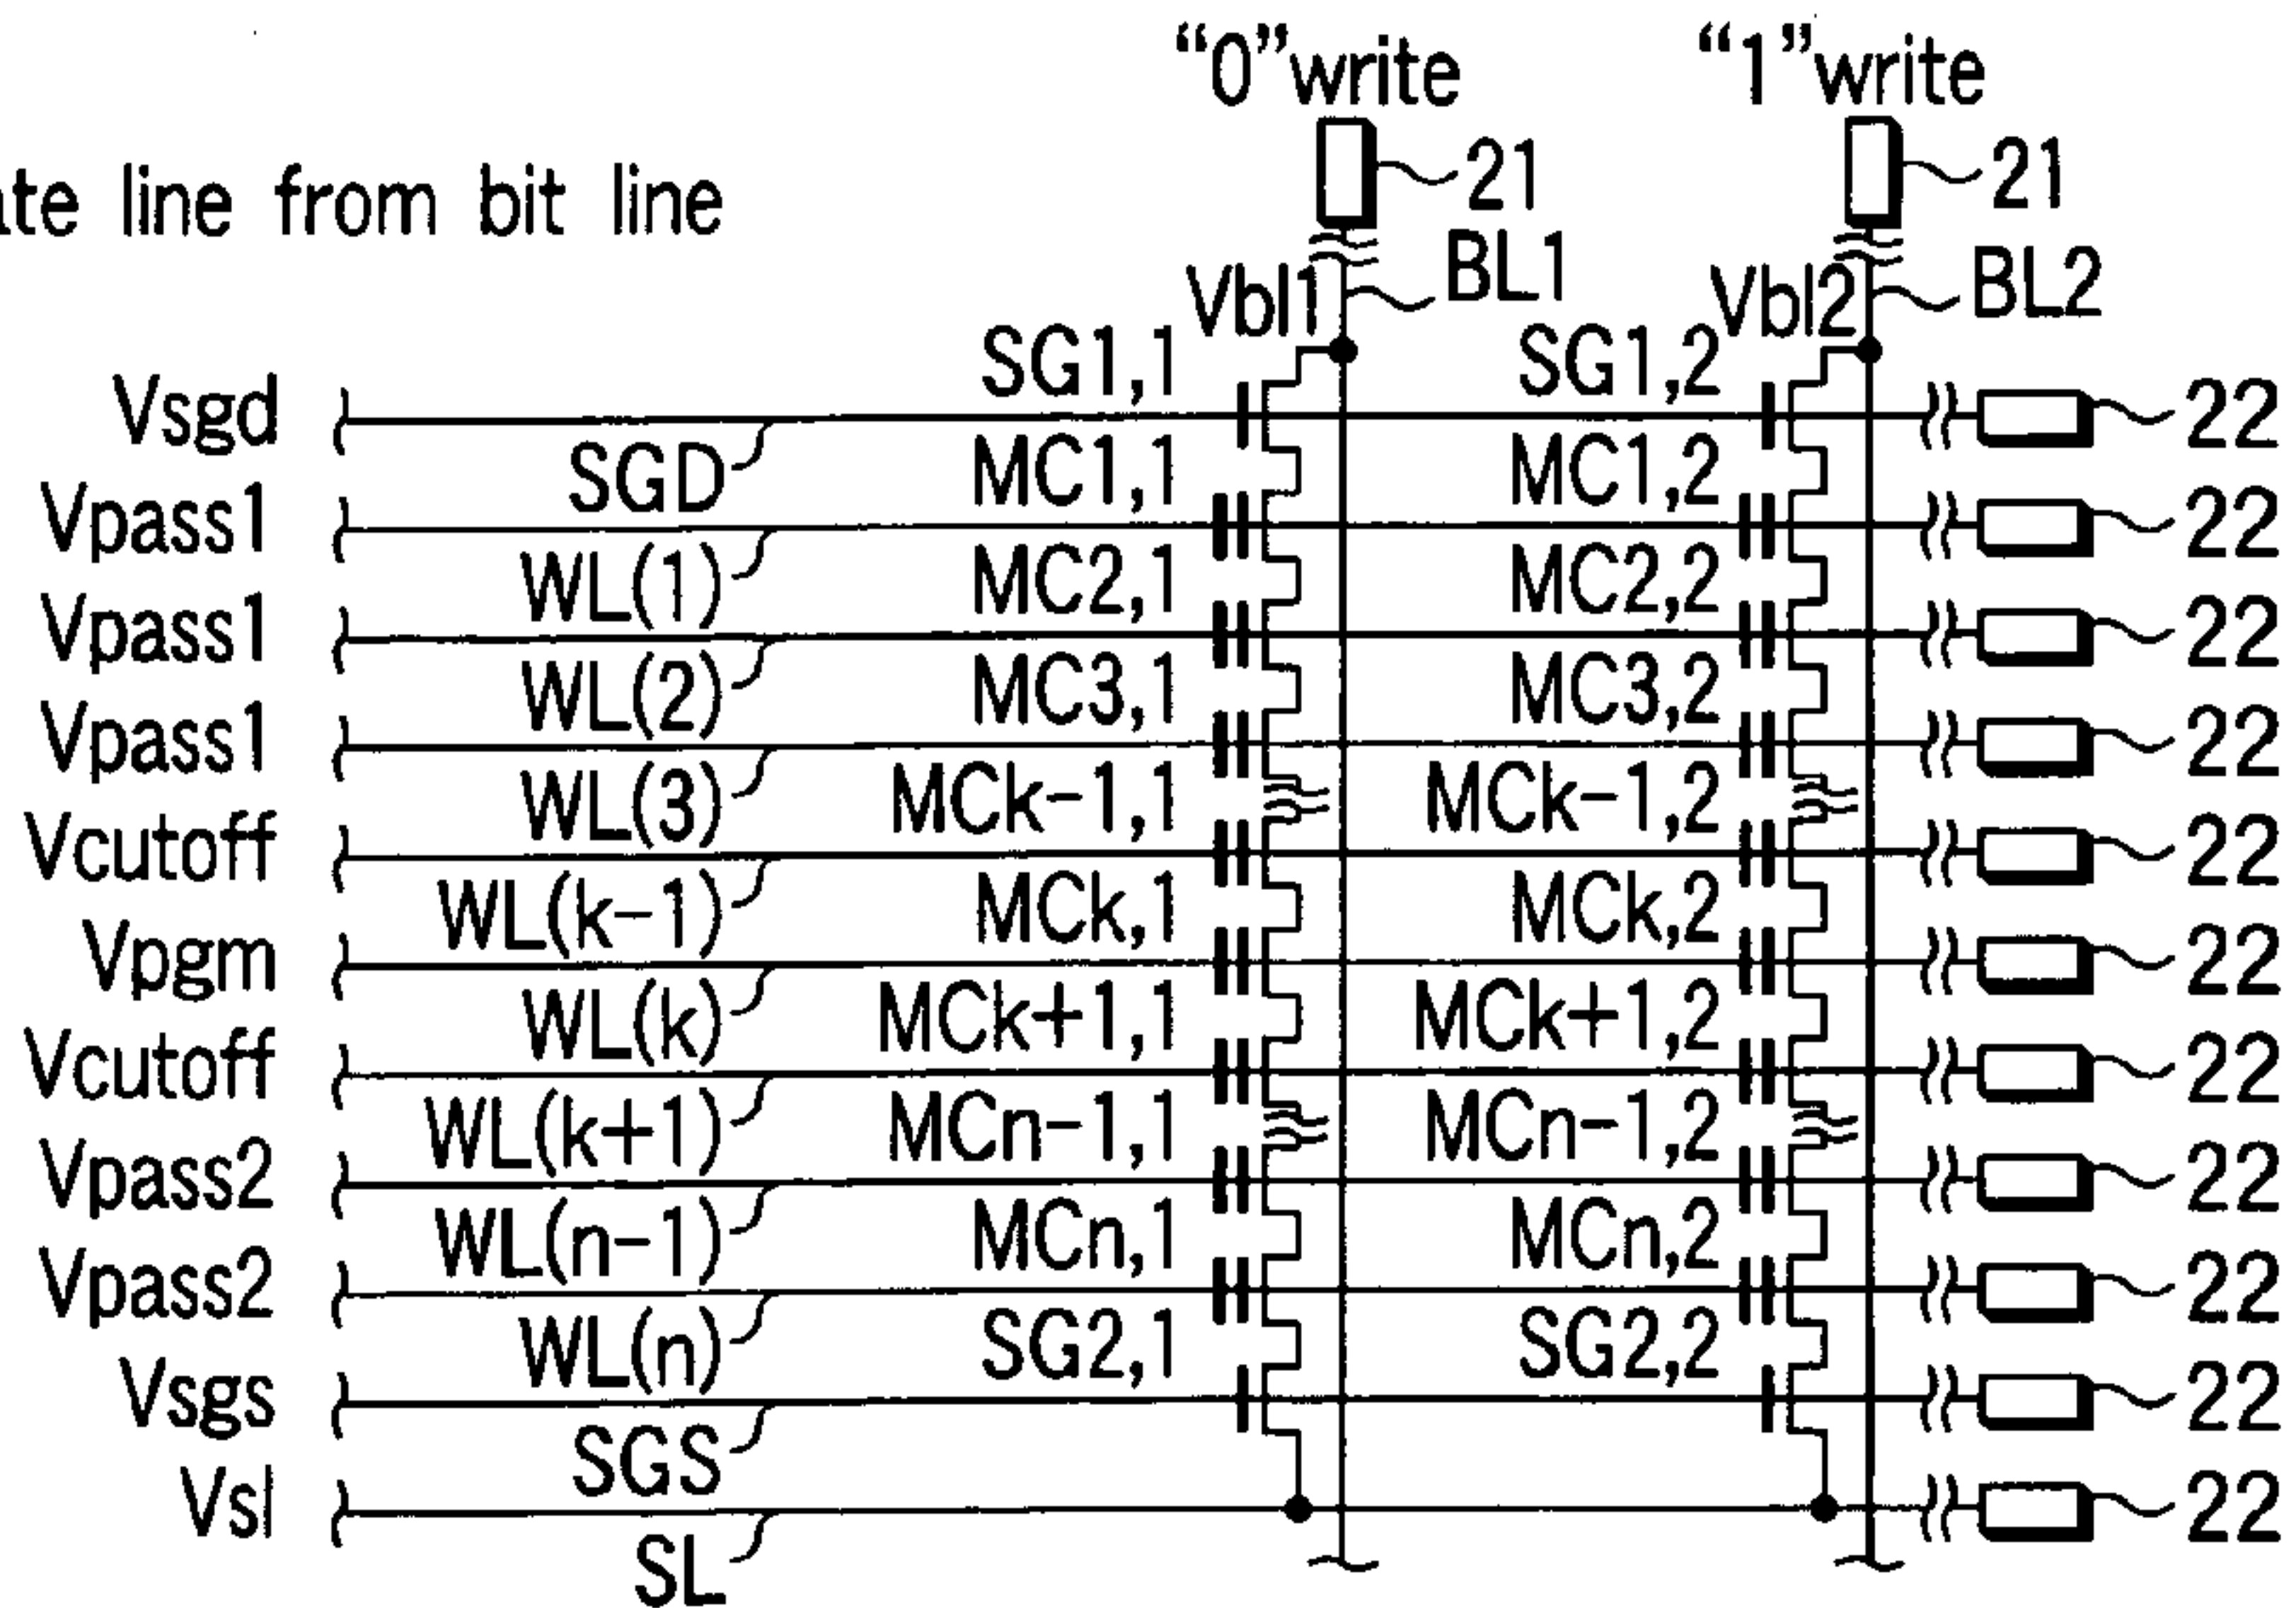 “0”write “1”write
21 21
line from bit line
BL1 BL2
Vbl1 Vbl2
SG1,1 SG1,2
Vsgd 22
SGD MC1,1 MC1,2
Vpass1 22
WL(1) MC2,1 MC2,2
Vpass1 22
WL(2) MC3,1 MC3,2
Vpass1 22
WL(3) MCk-1,1 MCk-1,2
Vcutoff 22
WL(k-1) MCk,1 MCk,2
Vpgm 22
WL(k) MCk+1,1 MCk+1,2
Vcutoff 22
WL(k+1) MCn-1,1 MCn-1,2
Vpass2 22
WL(n-1) MCn,1 MCn,2
Vpass2 22
WL(n) SG2,1 SG2,2
Vsgs 22
SGS
Vsl 22
SL